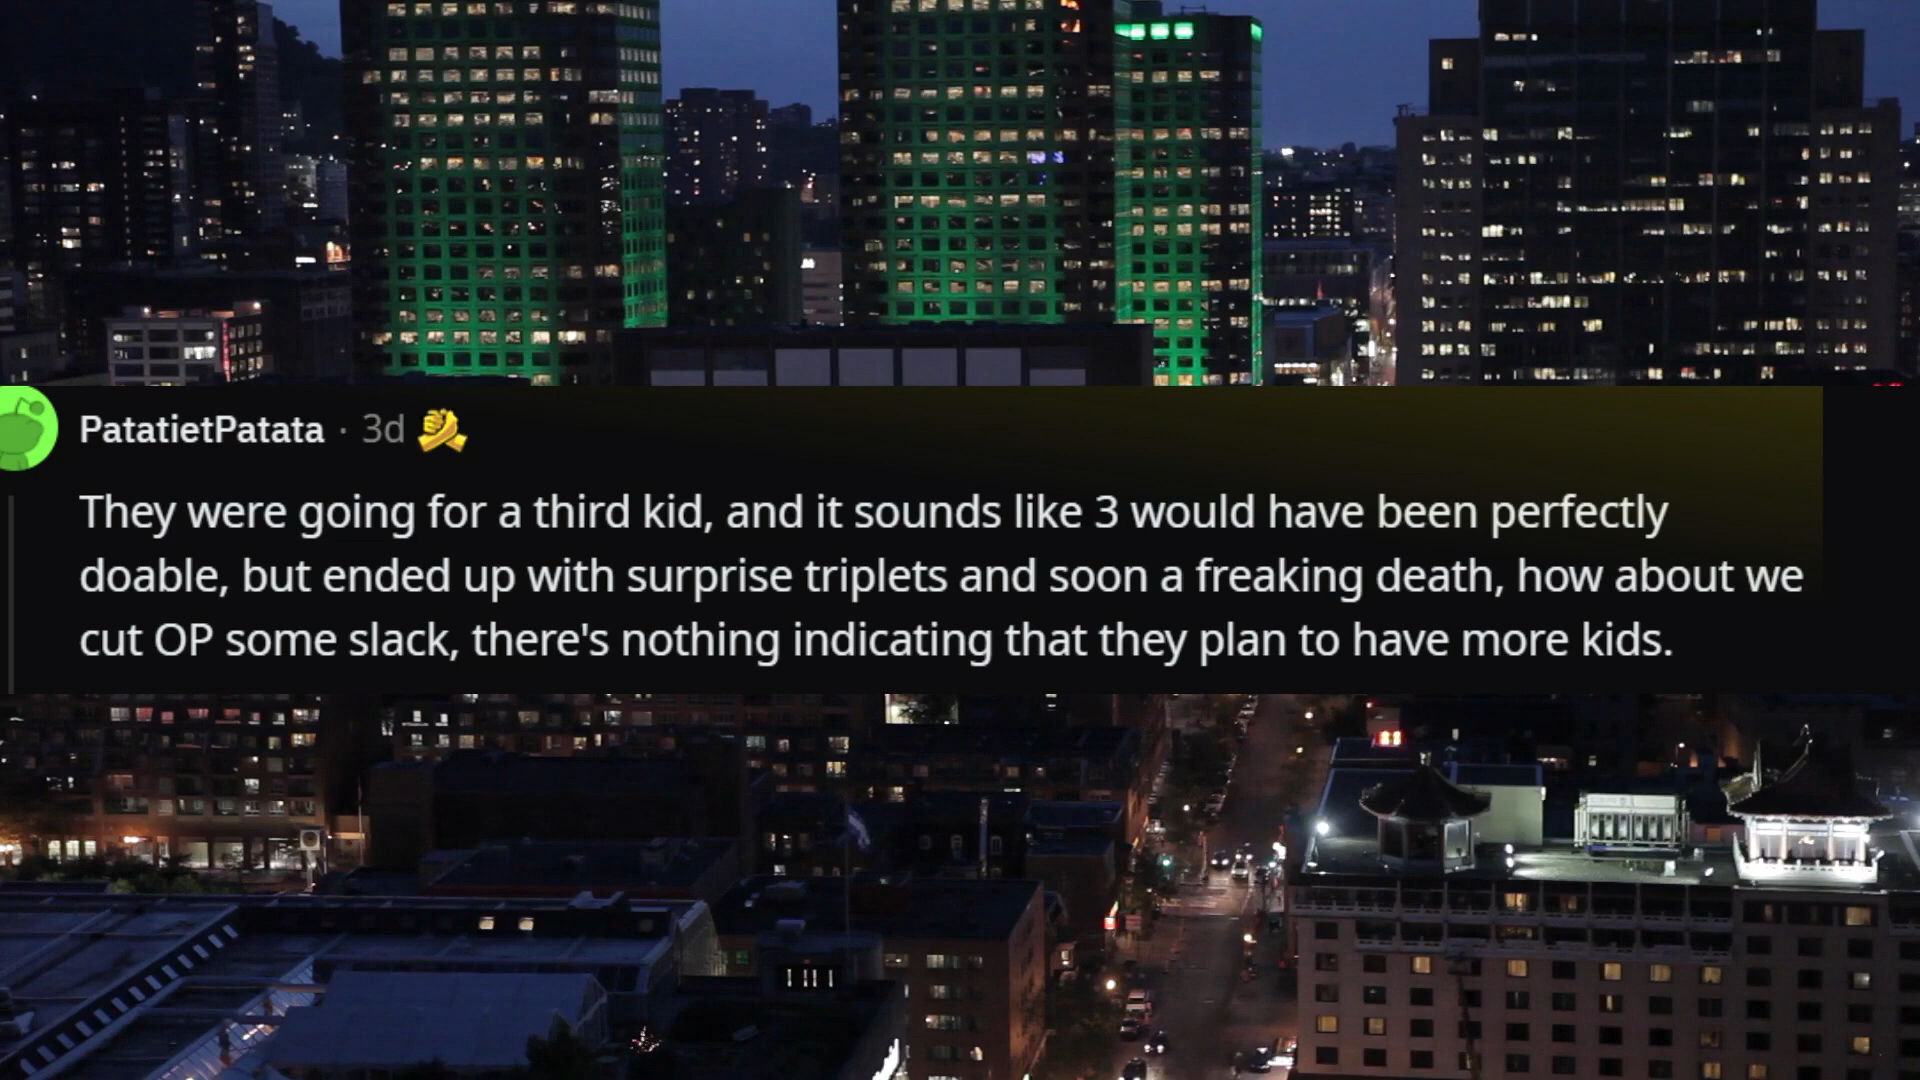 PatatietPatata · 3d
They were going for a third kid, and it sounds like 3 would have been perfectly
doable, but ended up with surprise triplets and soon a freaking death, how about we
cut OP some slack, there's nothing indicating that they plan to have more kids.